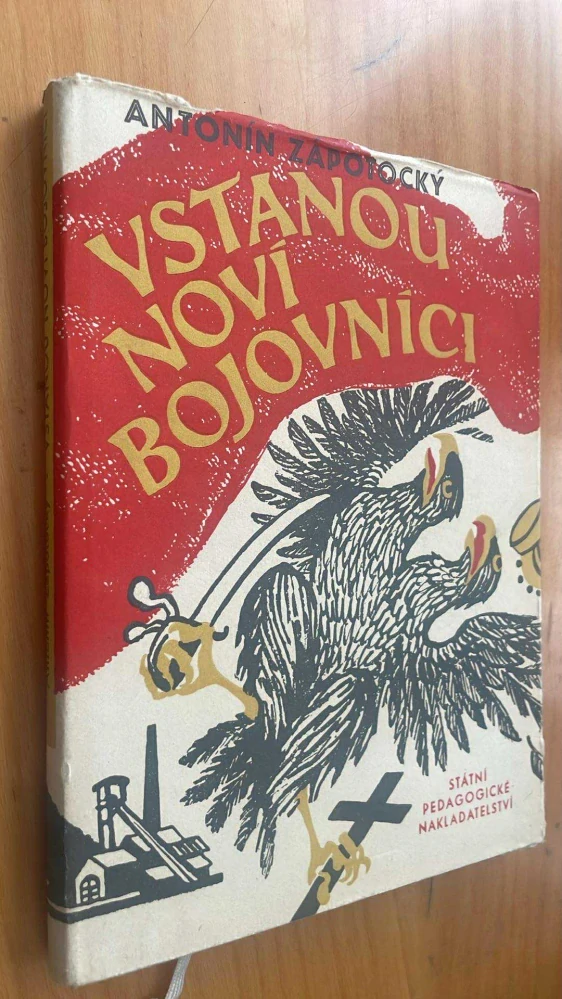 ANTONÍN ZÁPOTOCKÝ
VSTANOU
NOVÍ
BOJOVNÍCI
STÁTNÍ
PEDAGOGICKÉ
NAKLADATELSTVÍ